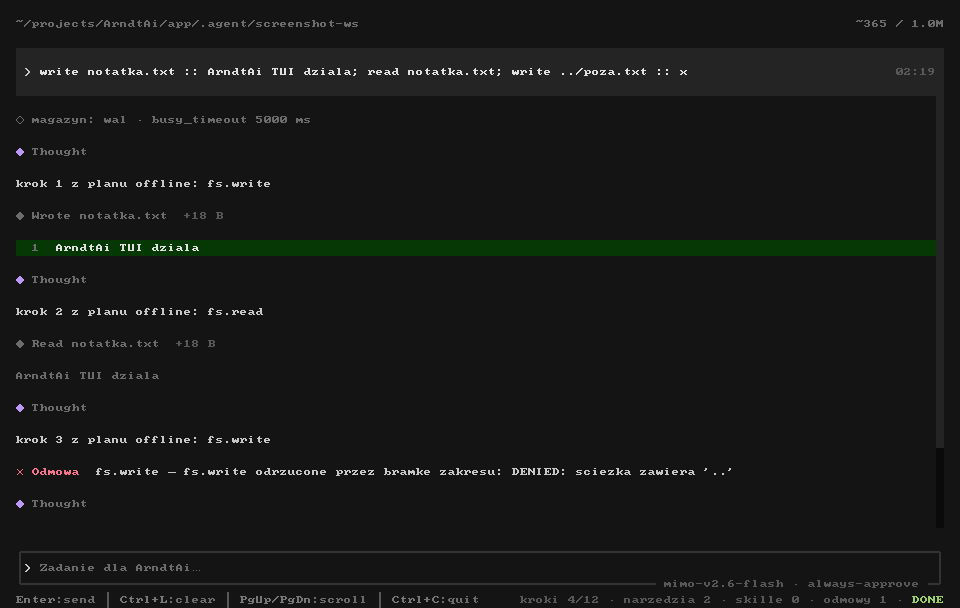 ~/projects/ArndtAi/app/.agent/screenshot-ws ~365 / 1.0M
❯ write notatka.txt :: ArndtAi TUI dziala; read notatka.txt; write ../poza.txt :: x 02:19
◇ magazyn: wal · busy_timeout 5000 ms
◆ Thought
krok 1 z planu offline: fs.write
◆ Wrote notatka.txt +18 B
1 ArndtAi TUI dziala
◆ Thought
krok 2 z planu offline: fs.read
◆ Read notatka.txt +18 B
ArndtAi TUI dziala
◆ Thought
krok 3 z planu offline: fs.write
✕ Odmowa fs.write — fs.write odrzucone przez bramke zakresu: DENIED: sciezka zawiera '..'
◆ Thought
❯ Zadanie dla ArndtAi…
mimo-v2.6-flash · always-approve
Enter:send │ Ctrl+L:clear │ PgUp/PgDn:scroll │ Ctrl+C:quit kroki 4/12 · narzedzia 2 · skille 0 · odmowy 1 · DONE